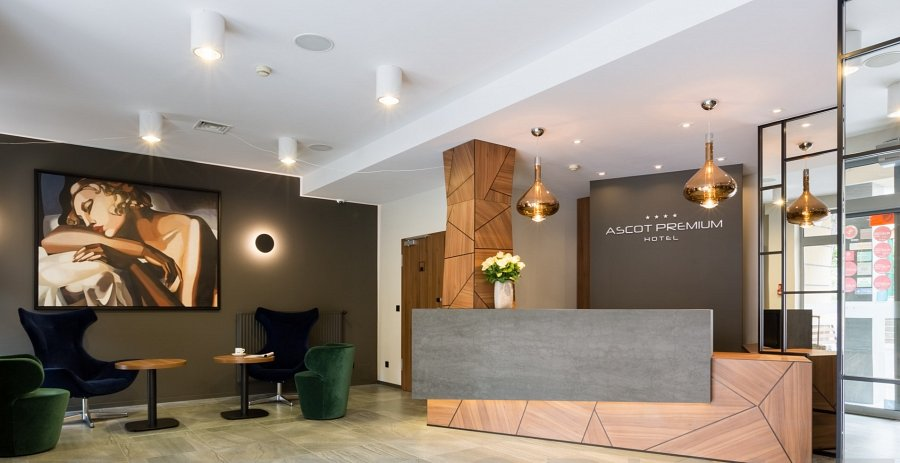 ★★★★
ASCOT PREMIUM
HOTEL